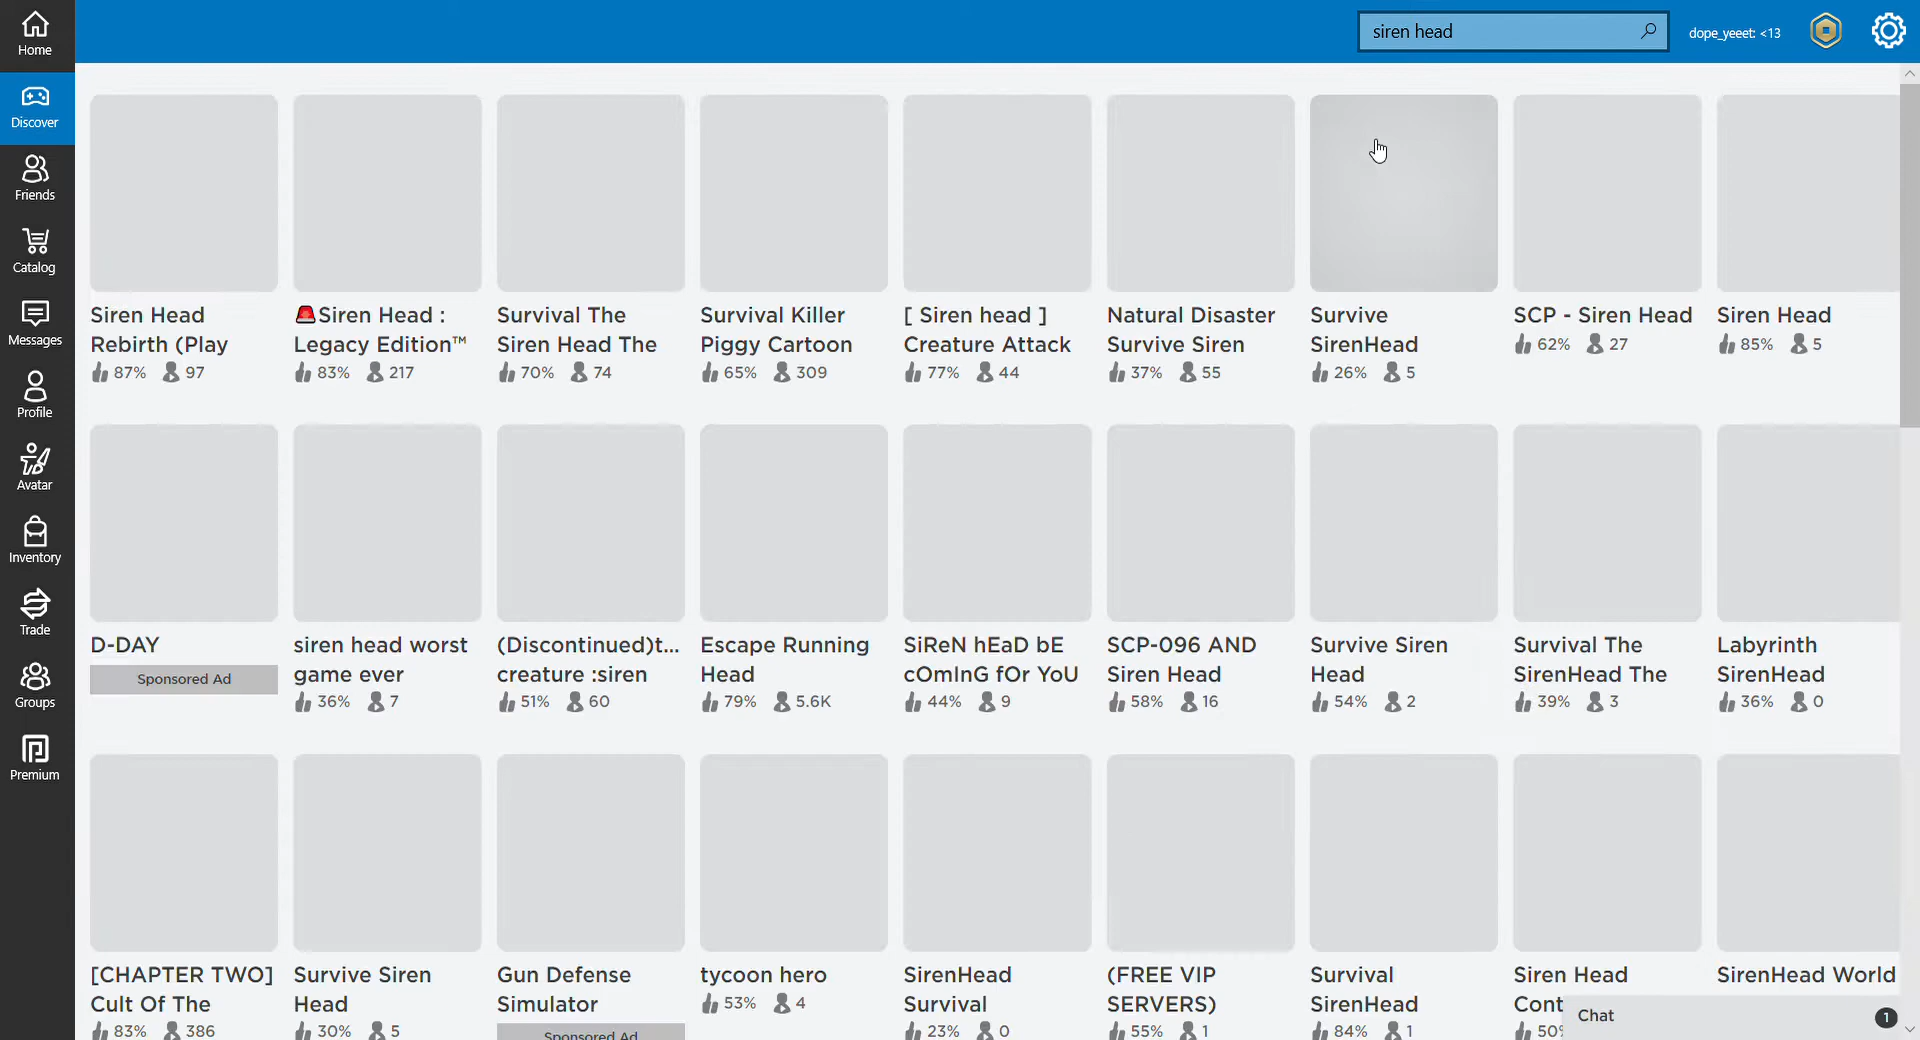 Home
Discover
Friends
Catalog
Messages
Profile
Avatar
Inventory
Trade
Groups
Premium
siren head
dope_yeeet: <13
Siren Head
Rebirth (Play
87% 97
Siren Head :
Legacy Edition™
83% 217
Survival The
Siren Head The
70% 74
Survival Killer
Piggy Cartoon
65% 309
[ Siren head ]
Creature Attack
77% 44
Natural Disaster
Survive Siren
37% 55
Survive
SirenHead
26% 5
SCP - Siren Head
62% 27
Siren Head
85% 5
D-DAY
Sponsored Ad
siren head worst
game ever
36% 7
(Discontinued)t...
creature :siren
51% 60
Escape Running
Head
79% 5.6K
SiReN hEaD bE
cOmInG fOr YoU
44% 9
SCP-096 AND
Siren Head
58% 16
Survive Siren
Head
54% 2
Survival The
SirenHead The
39% 3
Labyrinth
SirenHead
36% 0
[CHAPTER TWO]
Cult Of The
83% 386
Survive Siren
Head
30% 5
Gun Defense
Simulator
Sponsored Ad
tycoon hero
53% 4
SirenHead
Survival
23% 0
(FREE VIP
SERVERS)
55% 1
Survival
SirenHead
84% 1
Siren Head
Cont
50%
SirenHead World
Chat
1